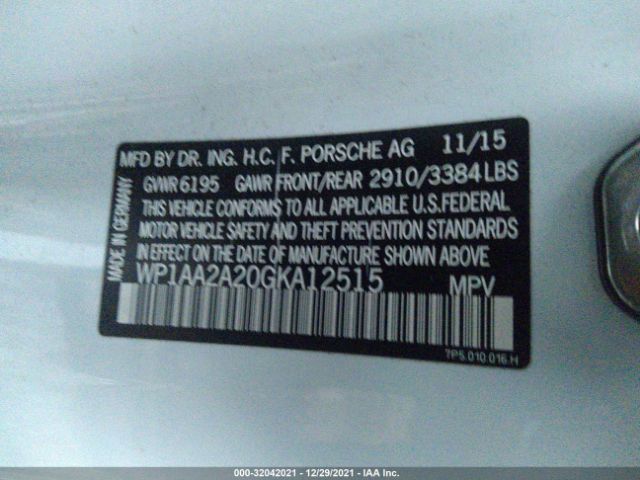 MFD BY DR. ING. H.C. F. PORSCHE AG 11/15
GVWR 6195 GAWR FRONT/REAR 2910/3384 LBS
THIS VEHICLE CONFORMS TO ALL APPLICABLE U.S. FEDERAL
MOTOR VEHICLE SAFETY AND THEFT PREVENTION STANDARDS
IN EFFECT ON THE DATE OF MANUFACTURE SHOWN ABOVE
WP1AA2A20GKA12515 MPV
MADE IN GERMANY
7P5.010.016.H
000-32042021 - 12/29/2021 - IAA Inc.